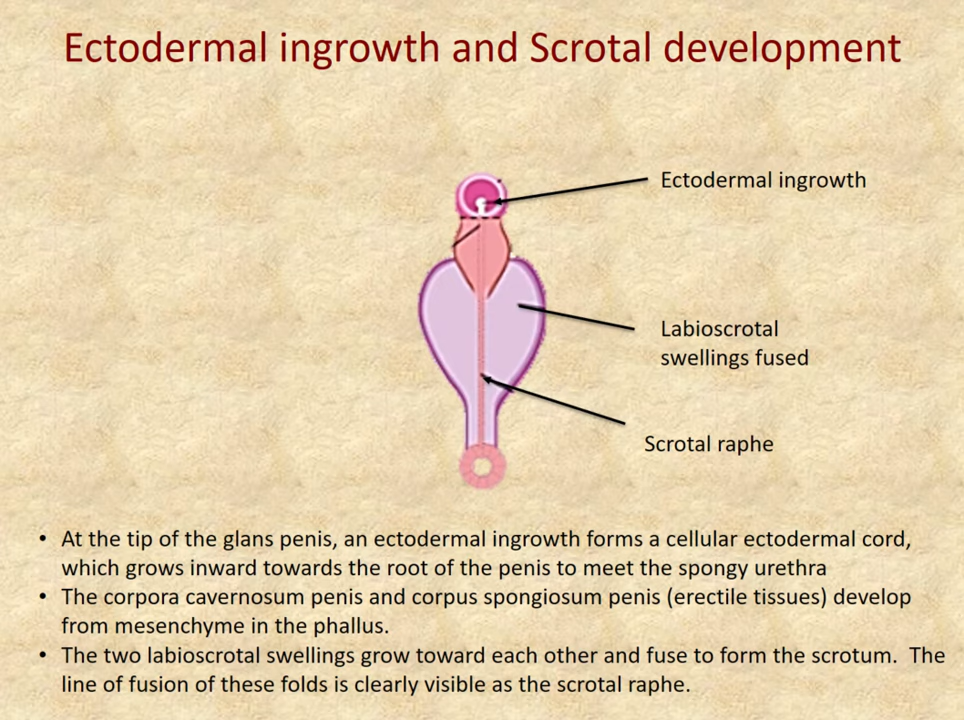 Ectodermal ingrowth and Scrotal development
Ectodermal ingrowth
Labioscrotal
swellings fused
Scrotal raphe
• At the tip of the glans penis, an ectodermal ingrowth forms a cellular ectodermal cord,
which grows inward towards the root of the penis to meet the spongy urethra
• The corpora cavernosum penis and corpus spongiosum penis (erectile tissues) develop
from mesenchyme in the phallus.
• The two labioscrotal swellings grow toward each other and fuse to form the scrotum.  The
line of fusion of these folds is clearly visible as the scrotal raphe.